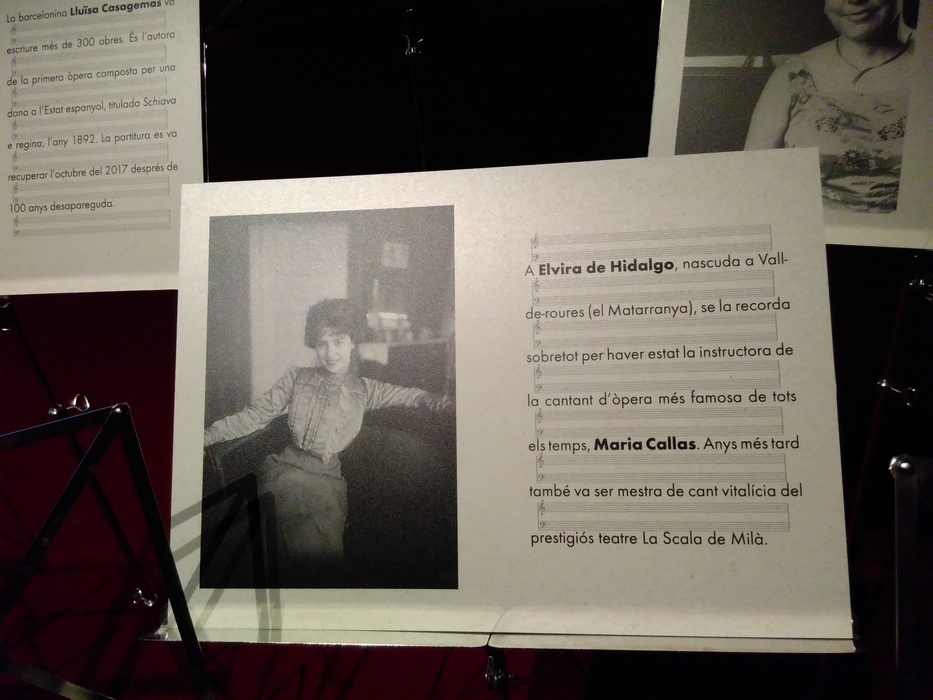 La barcelonina Lluïsa Casagemas va
escriure més de 300 obres. És l'autora
de la primera òpera composta per una
dona a l'Estat espanyol, titulada Schiava
e regina, l'any 1892. La partitura es va
recuperar l'octubre del 2017 després de
100 anys desapareguda.
A Elvira de Hidalgo, nascuda a Vall-
de-roures (el Matarranya), se la recorda
sobretot per haver estat la instructora de
la cantant d'òpera més famosa de tots
els temps, Maria Callas. Anys més tard
també va ser mestra de cant vitalícia del
prestigiós teatre La Scala de Milà.